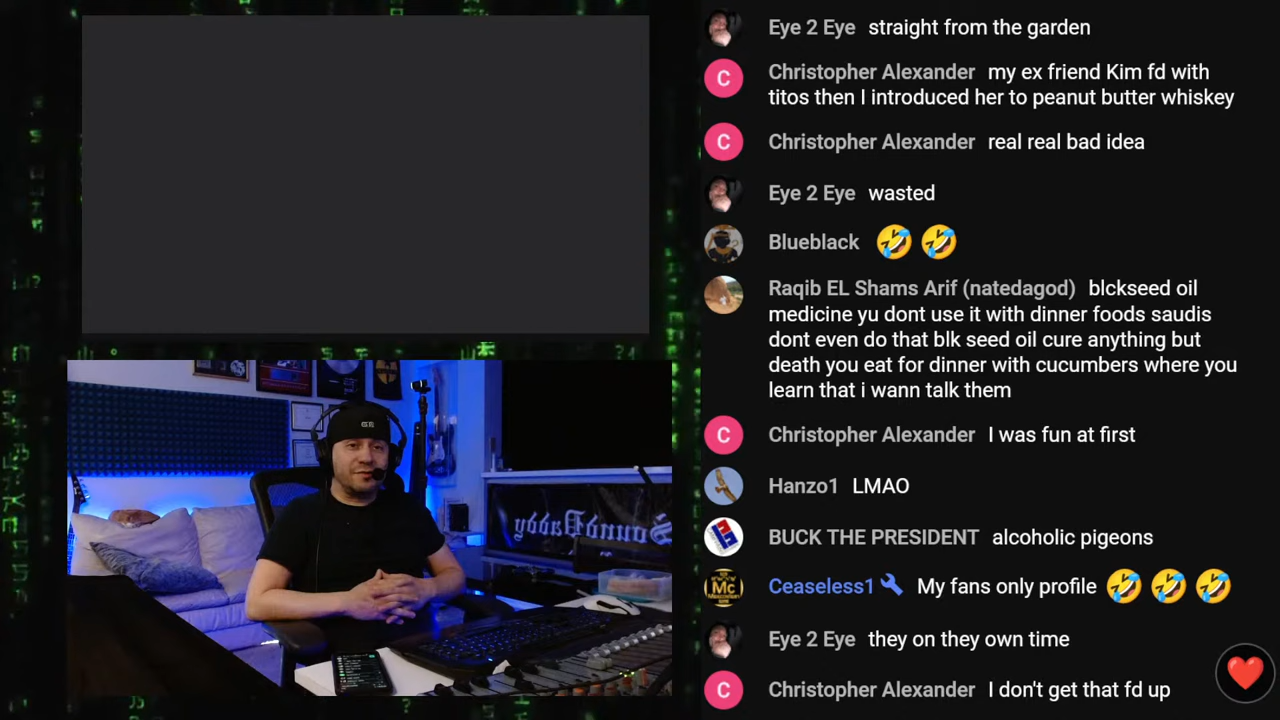 Eye 2 Eye straight from the garden
Christopher Alexander my ex friend Kim fd with
titos then I introduced her to peanut butter whiskey
Christopher Alexander real real bad idea
Eye 2 Eye wasted
Blueblack 🤣 🤣
Raqib EL Shams Arif (natedagod) blckseed oil
medicine yu dont use it with dinner foods saudis
dont even do that blk seed oil cure anything but
death you eat for dinner with cucumbers where you
learn that i wann talk them
Christopher Alexander I was fun at first
Hanzo1 LMAO
BUCK THE PRESIDENT alcoholic pigeons
Ceaseless1 My fans only profile 🤣 🤣 🤣
Eye 2 Eye they on they own time
Christopher Alexander I don't get that fd up
C
C
C
C
Mc
SoundDaddy